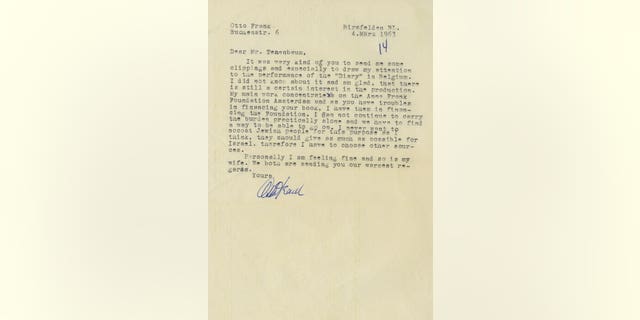 Otto Frank Birsfelden BL.
Buchenstr. 6 4.März 1963
14
Dear Mr. Tenenbaum,
It was very kind of you to send me some
clippings and especially to draw my attention
to the performance of the "Diary" in Belgium.
I did not know about it and am glad, that there
is still a certain interest in the production.
My main work concentrates on the Anne Frank
Foundation Amsterdam and as you have troubles
in financing your book, I have them in finan-
cing the Foundation. I can not continue to carry
the burden practically alone and we have to find
a way to be able to go on. I never want to
accost Jewish people for this purpose as I
think, they should give as much as possible for
Israel, therefore I have to choose other sour-
ces.
Personally I am feeling fine and so is my
wife. We both are sending you our warmest re-
gards.
Yours,